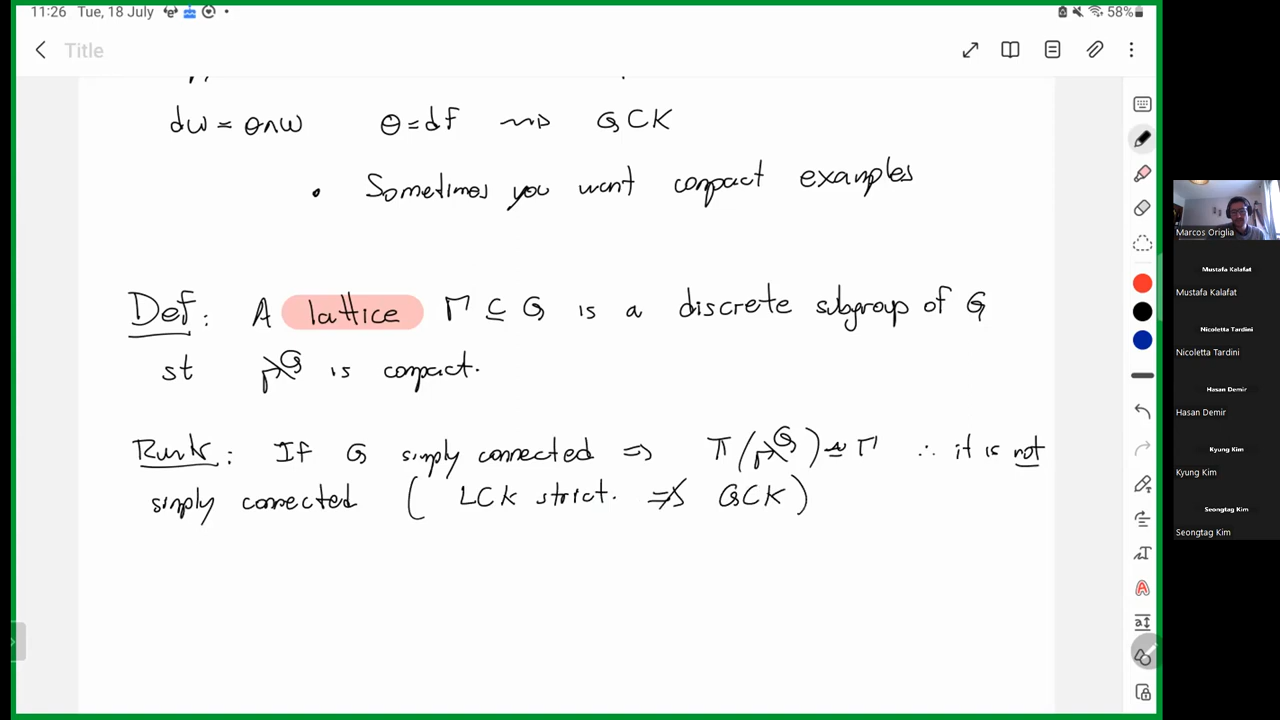 11:26 Tue, 18 July
58%
Title
dω = θ∧ω θ = df ⇝ GCK
• Sometimes you want compact examples
Def: A lattice Γ ⊆ G is a discrete subgroup of G
st Γ\G is compact.
Rmk: If G simply connected ⇒ π(Γ\G) ≃ Γ ∴ it is not
simply connected ( LCK strict. ⇏ GCK )
Marcos Origlia
Mustafa Kalafat
Mustafa Kalafat
Nicoletta Tardini
Nicoletta Tardini
Hasan Demir
Hasan Demir
Kyung Kim
Kyung Kim
Seongtag Kim
Seongtag Kim